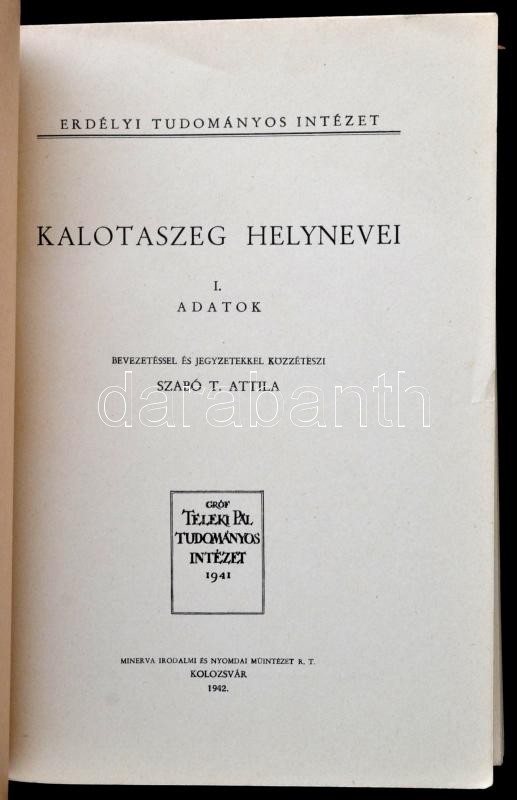 ERDÉLYI TUDOMÁNYOS INTÉZET
KALOTASZEG HELYNEVEI
I.
ADATOK
BEVEZETÉSSEL ÉS JEGYZETEKKEL KÖZZÉTESZI
SZABÓ T. ATTILA
darabanth
GRÓF
TELEKI PÁL
TUDOMÁNYOS
INTÉZET
1941
MINERVA IRODALMI ÉS NYOMDAI MŰINTÉZET R. T.
KOLOZSVÁR
1942.